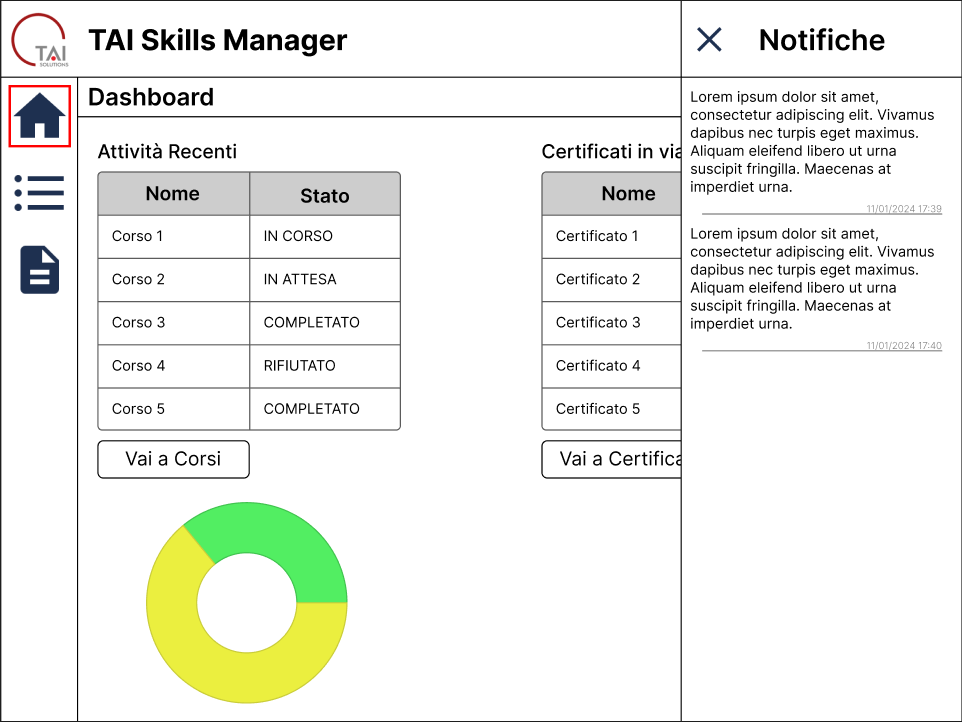 TAI
SOLUTIONS
TAI Skills Manager
Notifiche
Dashboard
Attività Recenti
Nome Stato
Corso 1 IN CORSO
Corso 2 IN ATTESA
Corso 3 COMPLETATO
Corso 4 RIFIUTATO
Corso 5 COMPLETATO
Vai a Corsi
Certificati in via
Nome
Certificato 1
Certificato 2
Certificato 3
Certificato 4
Certificato 5
Vai a Certifica
Lorem ipsum dolor sit amet,
consectetur adipiscing elit. Vivamus
dapibus nec turpis eget maximus.
Aliquam eleifend libero ut urna
suscipit fringilla. Maecenas at
imperdiet urna.
11/01/2024 17:39
Lorem ipsum dolor sit amet,
consectetur adipiscing elit. Vivamus
dapibus nec turpis eget maximus.
Aliquam eleifend libero ut urna
suscipit fringilla. Maecenas at
imperdiet urna.
11/01/2024 17:40